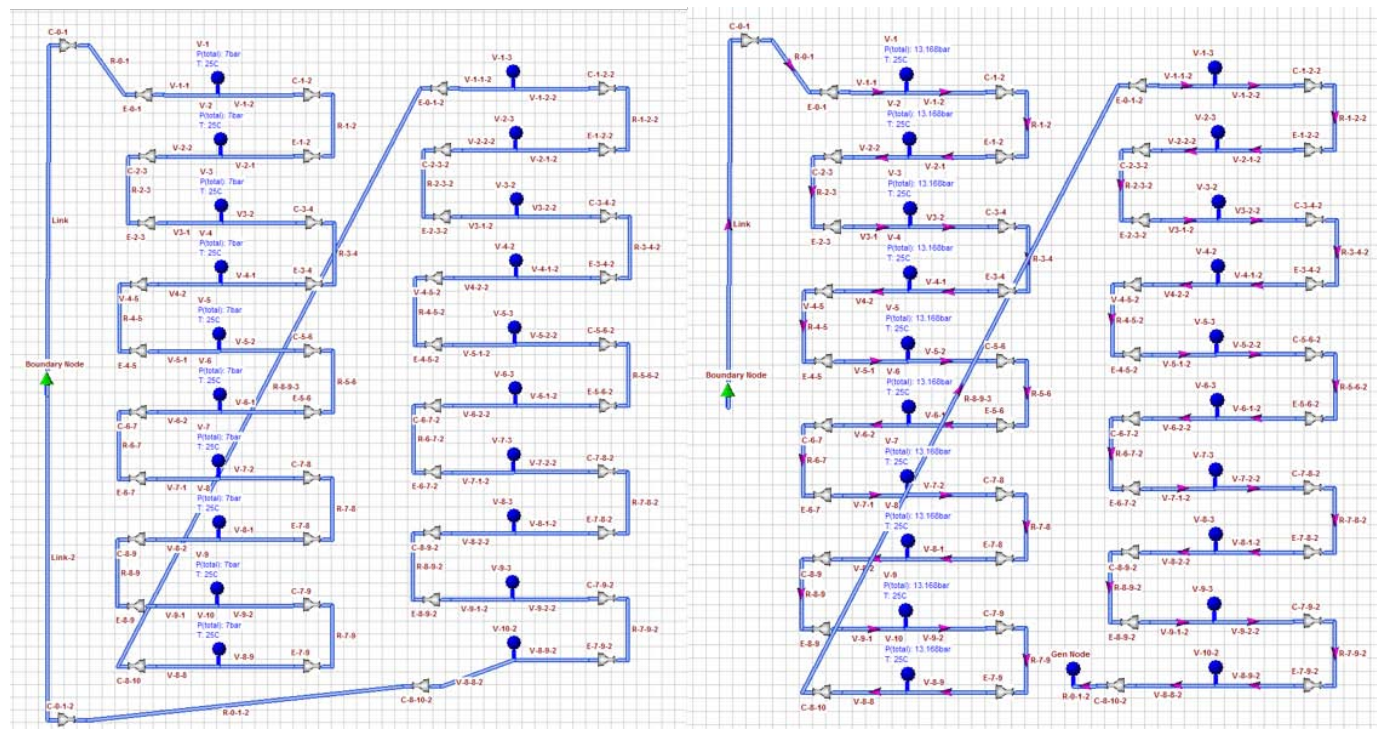 C-0-1
R-0-1
V-1
P(total): 7bar
T: 25C
V-1-1
V-1-2
C-1-2
E-0-1
V-2
P(total): 7bar
T: 25C
R-1-2
V-2-2
V-2-1
E-1-2
C-2-3
V-3
P(total): 7bar
T: 25C
R-2-3
V3-2
C-3-4
V3-1
E-2-3
V-4
P(total): 7bar
T: 25C
Link
R-3-4
V-4-1
E-3-4
V-4-5
V4-2
V-5
P(total): 7bar
T: 25C
R-4-5
V-5-2
C-5-6
E-4-5
V-5-1
V-6
P(total): 7bar
T: 25C
Boundary Node
R-8-9-3
R-5-6
V-6-1
E-5-6
C-6-7
V-6-2
V-7
P(total): 7bar
T: 25C
R-6-7
V-7-2
C-7-8
E-6-7
V-7-1
V-8
P(total): 7bar
T: 25C
R-7-8
V-8-1
E-7-8
C-8-9
V-8-2
Link-2
V-9
P(total): 7bar
T: 25C
R-8-9
C-7-9
E-8-9
V-9-1
V-9-2
V-10
P(total): 7bar
T: 25C
R-7-9
V-8-9
E-7-9
C-8-10
V-8-8
C-0-1-2
R-0-1-2
V-1-3
V-1-1-2
C-1-2-2
E-0-1-2
V-1-2-2
R-1-2-2
V-2-3
V-2-2-2
E-1-2-2
C-2-3-2
V-2-1-2
R-2-3-2
V-3-2
V3-2-2
C-3-4-2
E-2-3-2
V3-1-2
R-3-4-2
V-4-2
V-4-1-2
E-3-4-2
V4-2-2
V-4-5-2
R-4-5-2
V-5-3
V-5-2-2
C-5-6-2
E-4-5-2
V-5-1-2
R-5-6-2
V-6-3
V-6-1-2
E-5-6-2
C-6-7-2
V-6-2-2
R-6-7-2
V-7-3
V-7-2-2
C-7-8-2
E-6-7-2
V-7-1-2
R-7-8-2
V-8-3
V-8-1-2
E-7-8-2
C-8-9-2
V-8-2-2
R-8-9-2
V-9-3
C-7-9-2
E-8-9-2
V-9-1-2
V-9-2-2
R-7-9-2
V-10-2
V-8-9-2
E-7-9-2
V-8-8-2
C-8-10-2
C-0-1
R-0-1
V-1
P(total): 13.168bar
T: 25C
V-1-1
V-1-2
C-1-2
E-0-1
V-2
P(total): 13.168bar
T: 25C
R-1-2
V-2-2
V-2-1
E-1-2
C-2-3
V-3
P(total): 13.168bar
T: 25C
R-2-3
V3-2
C-3-4
V3-1
E-2-3
V-4
P(total): 13.168bar
T: 25C
Link
R-3-4
V-4-1
E-3-4
V-4-5
V4-2
V-5
P(total): 13.168bar
T: 25C
R-4-5
V-5-2
C-5-6
E-4-5
V-5-1
V-6
P(total): 13.168bar
T: 25C
Boundary Node
R-8-9-3
R-5-6
V-6-1
E-5-6
C-6-7
V-6-2
V-7
P(total): 13.168bar
T: 25C
R-6-7
V-7-2
C-7-8
E-6-7
V-7-1
V-8
P(total): 13.168bar
T: 25C
R-7-8
V-8-1
E-7-8
C-8-9
V-8-2
V-9
P(total): 13.168bar
T: 25C
R-8-9
C-7-9
E-8-9
V-9-1
V-9-2
V-10
P(total): 13.168bar
T: 25C
R-7-9
V-8-9
E-7-9
C-8-10
V-8-8
V-1-3
V-1-1-2
C-1-2-2
E-0-1-2
V-1-2-2
R-1-2-2
V-2-3
V-2-2-2
E-1-2-2
C-2-3-2
V-2-1-2
R-2-3-2
V-3-2
V3-2-2
C-3-4-2
E-2-3-2
V3-1-2
R-3-4-2
V-4-2
V-4-1-2
E-3-4-2
V4-2-2
V-4-5-2
R-4-5-2
V-5-3
V-5-2-2
C-5-6-2
E-4-5-2
V-5-1-2
R-5-6-2
V-6-3
V-6-1-2
E-5-6-2
C-6-7-2
V-6-2-2
R-6-7-2
V-7-3
V-7-2-2
C-7-8-2
E-6-7-2
V-7-1-2
R-7-8-2
V-8-3
V-8-1-2
E-7-8-2
C-8-9-2
V-8-2-2
R-8-9-2
V-9-3
C-7-9-2
E-8-9-2
V-9-1-2
V-9-2-2
R-7-9-2
Gen Node
V-10-2
V-8-9-2
E-7-9-2
R-0-1-2
C-8-10-2
V-8-8-2